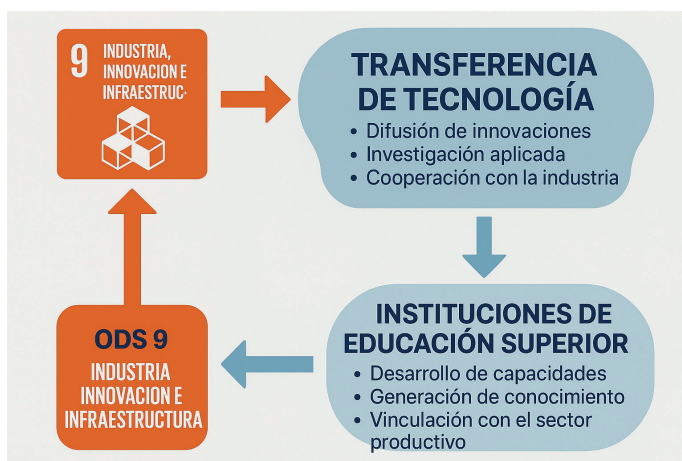 9 INDUSTRIA,
INNOVACION E
INFRAESTRUC·
TRANSFERENCIA
DE TECNOLOGÍA
• Difusión de innovaciones
• Investigación aplicada
• Cooperación con la industria
INSTITUCIONES DE
EDUCACIÓN SUPERIOR
• Desarrollo de capacidades
• Generación de conocimiento
• Vinculación con el sector
productivo
ODS 9
INDUSTRIA
INNOVACION E
INFRAESTRUCTURA